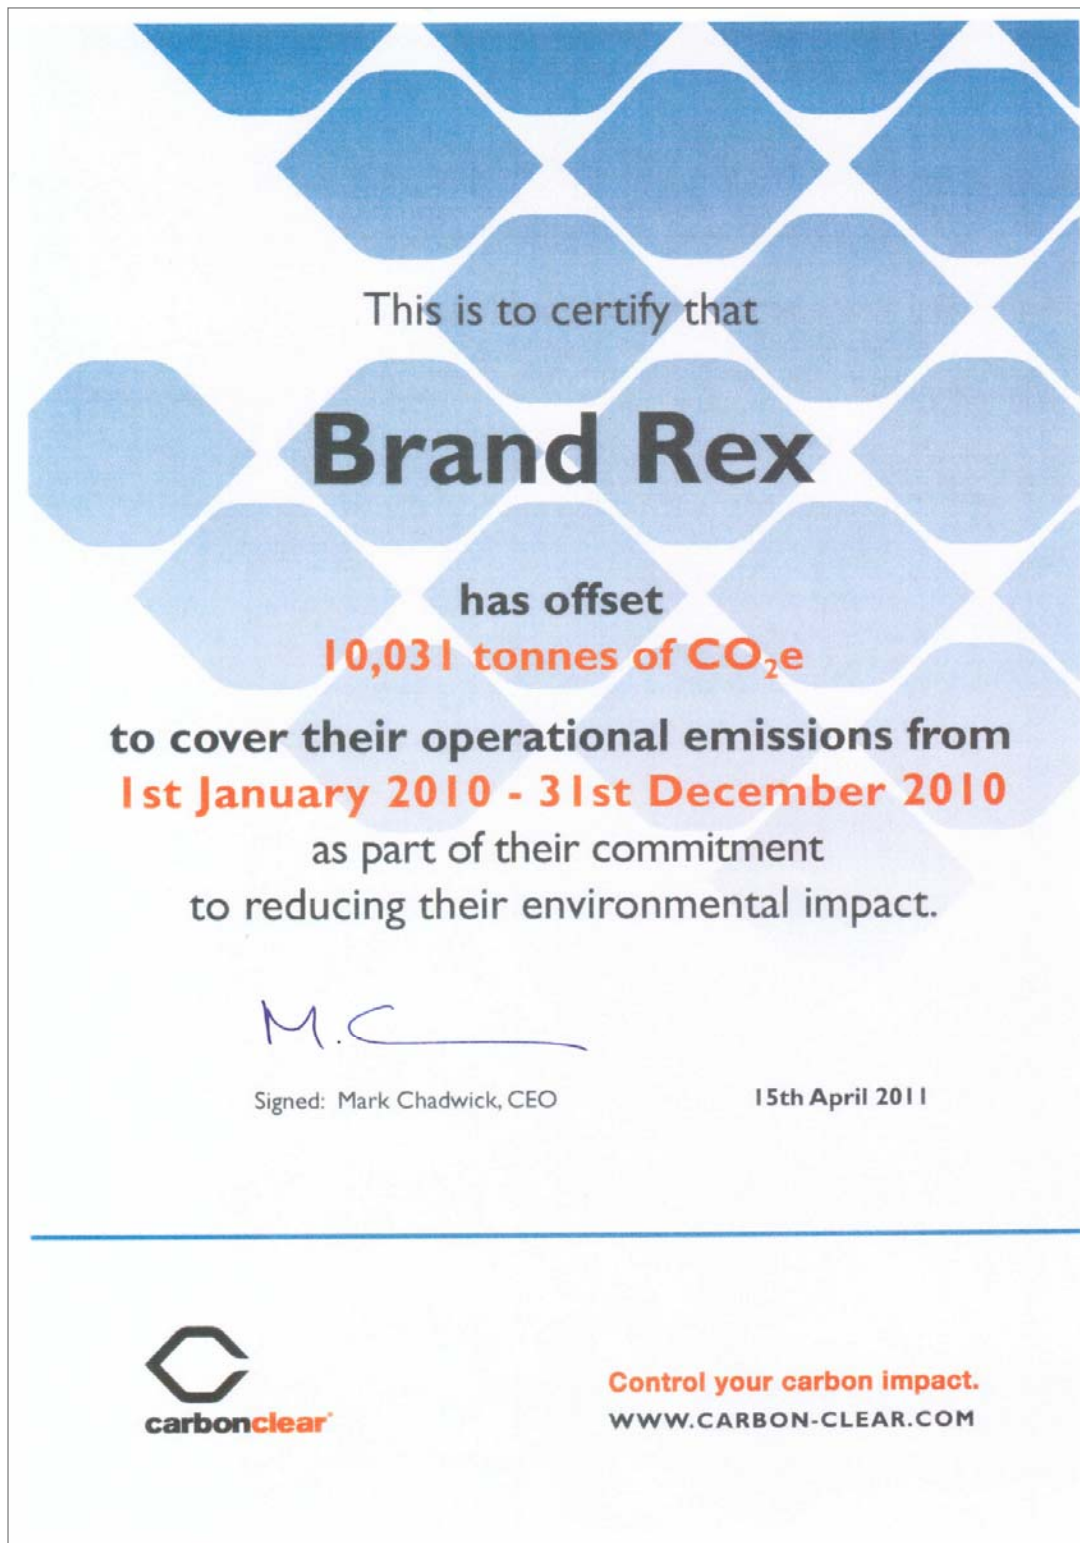 This is to certify that
Brand Rex
has offset
10,031 tonnes of CO₂e
to cover their operational emissions from
1st January 2010 - 31st December 2010
as part of their commitment
to reducing their environmental impact.
M.C
Signed: Mark Chadwick, CEO
15th April 2011
carbonclear
Control your carbon impact.
WWW.CARBON-CLEAR.COM